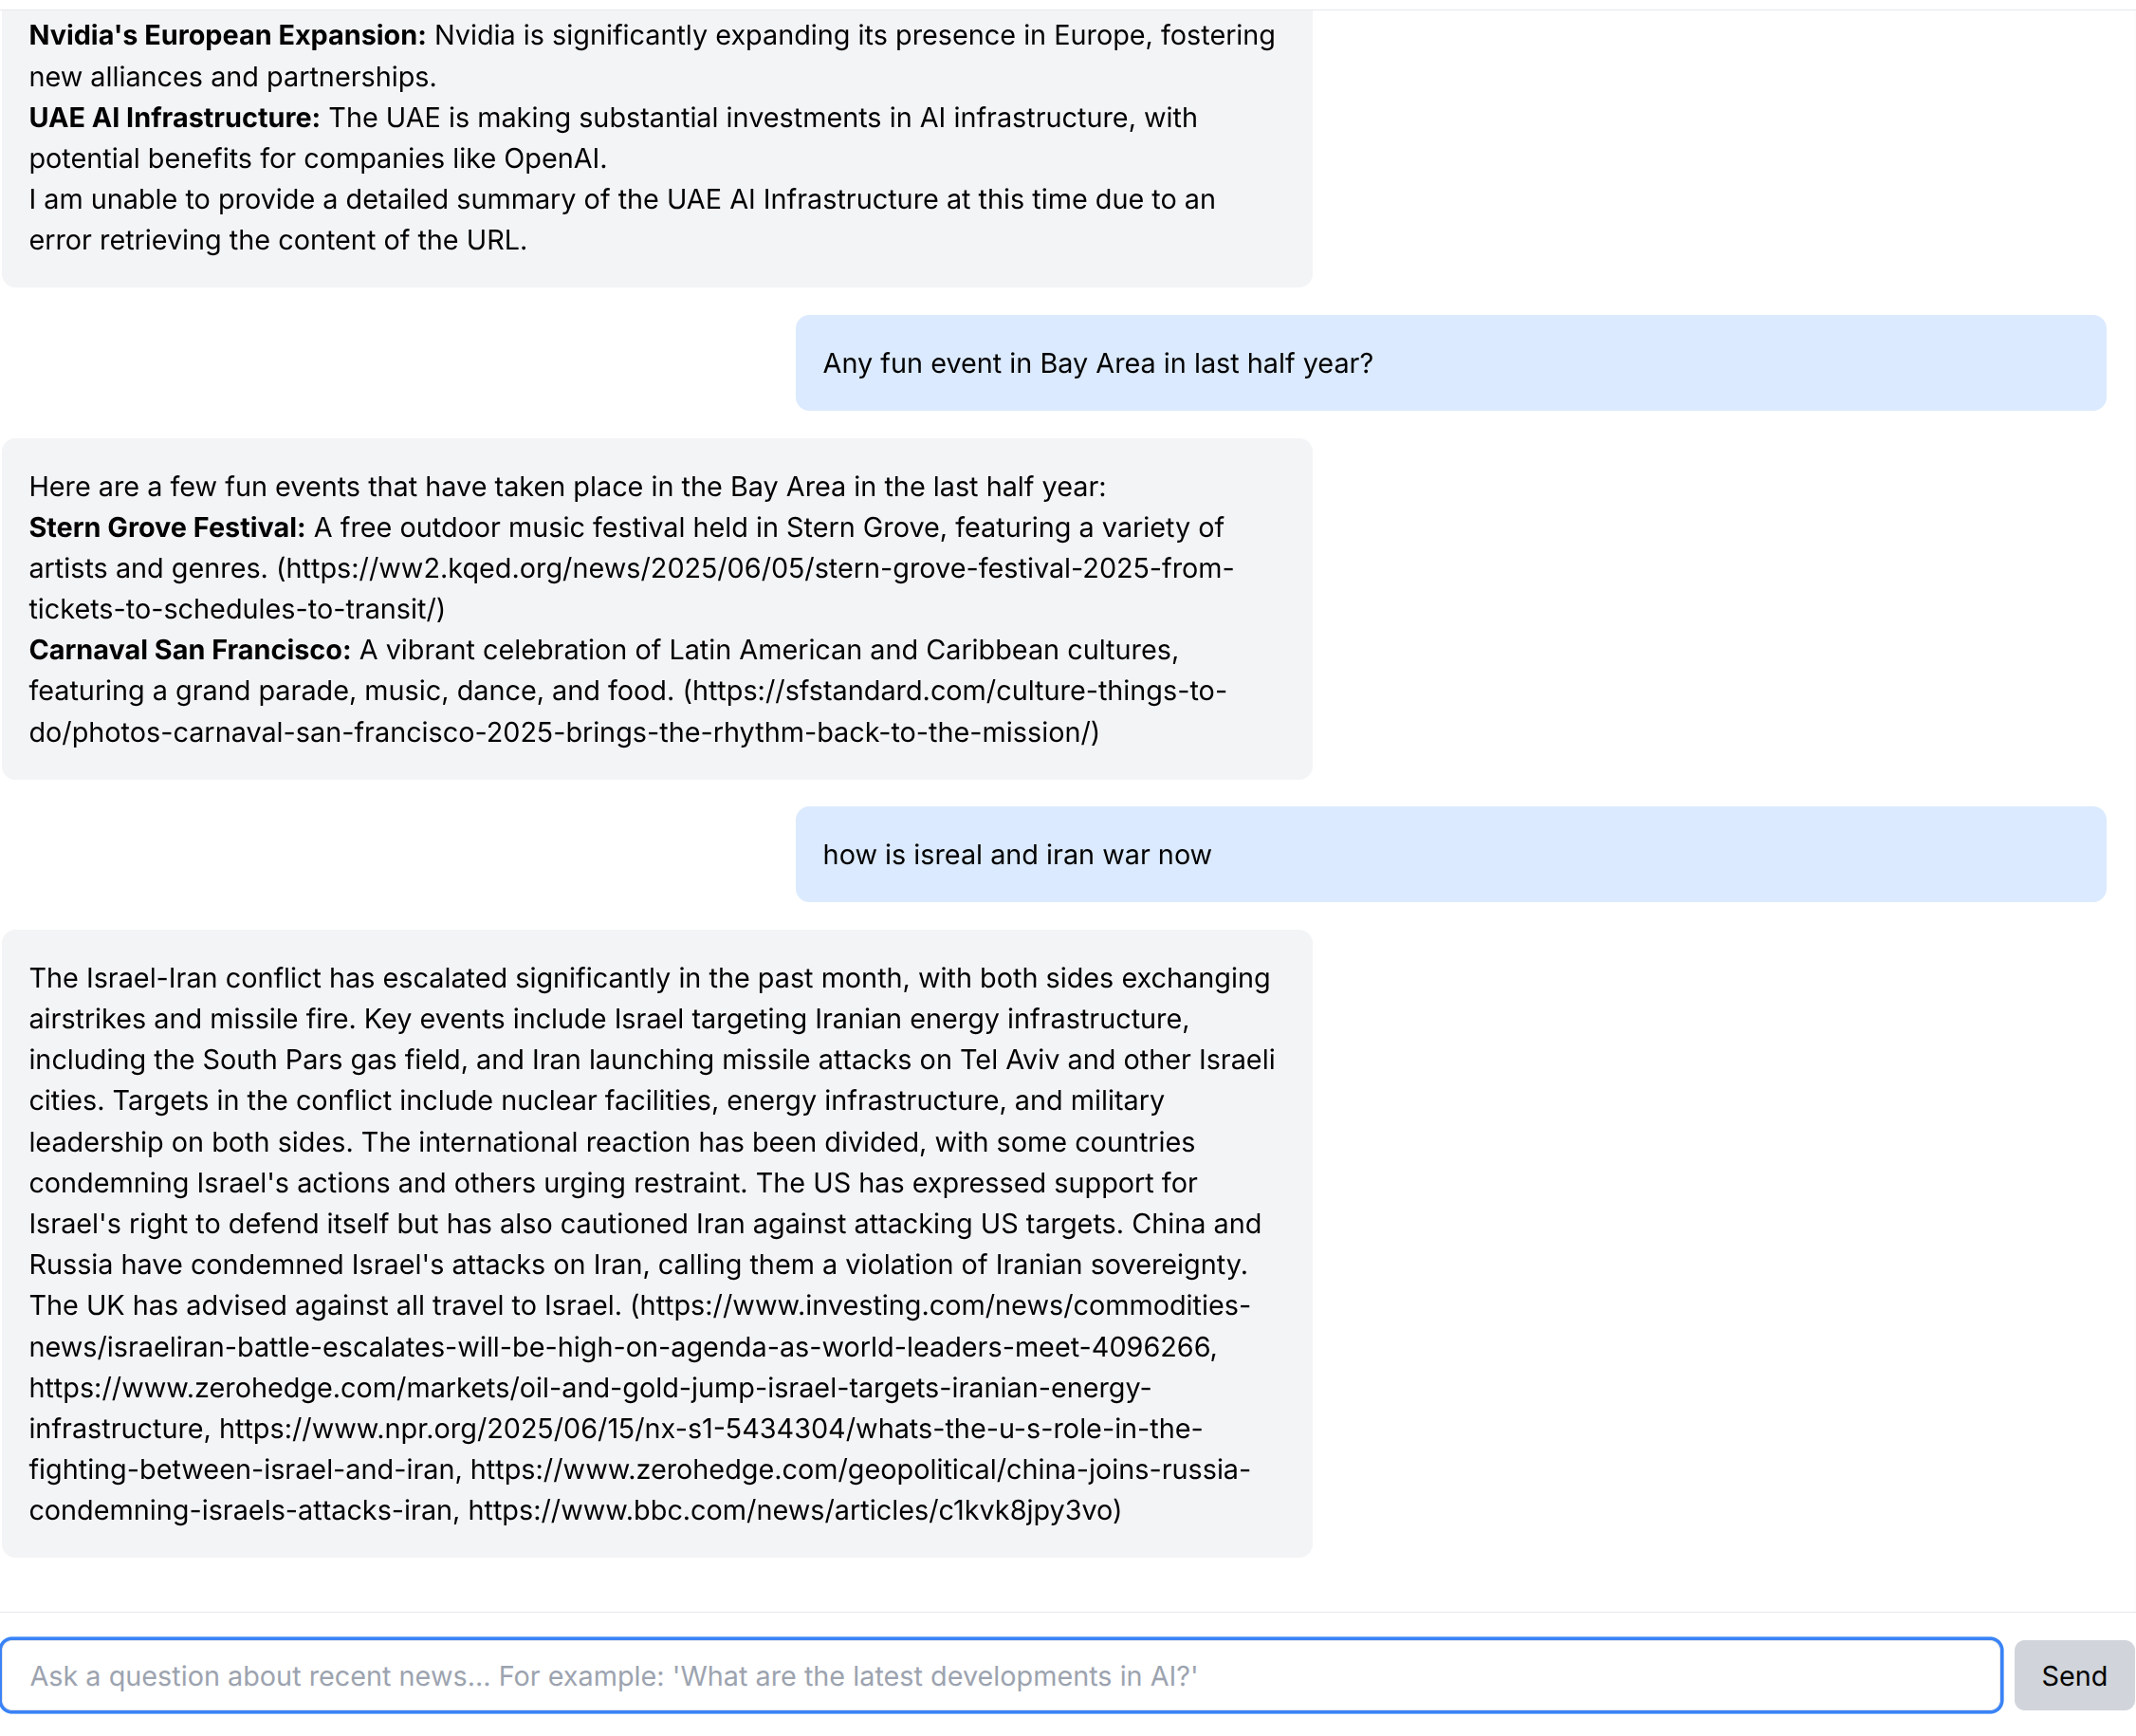 Nvidia's European Expansion: Nvidia is significantly expanding its presence in Europe, fostering
new alliances and partnerships.
UAE AI Infrastructure: The UAE is making substantial investments in AI infrastructure, with
potential benefits for companies like OpenAI.
I am unable to provide a detailed summary of the UAE AI Infrastructure at this time due to an
error retrieving the content of the URL.
Any fun event in Bay Area in last half year?
Here are a few fun events that have taken place in the Bay Area in the last half year:
Stern Grove Festival: A free outdoor music festival held in Stern Grove, featuring a variety of
artists and genres. (https://ww2.kqed.org/news/2025/06/05/stern-grove-festival-2025-from-
tickets-to-schedules-to-transit/)
Carnaval San Francisco: A vibrant celebration of Latin American and Caribbean cultures,
featuring a grand parade, music, dance, and food. (https://sfstandard.com/culture-things-to-
do/photos-carnaval-san-francisco-2025-brings-the-rhythm-back-to-the-mission/)
how is isreal and iran war now
The Israel-Iran conflict has escalated significantly in the past month, with both sides exchanging
airstrikes and missile fire. Key events include Israel targeting Iranian energy infrastructure,
including the South Pars gas field, and Iran launching missile attacks on Tel Aviv and other Israeli
cities. Targets in the conflict include nuclear facilities, energy infrastructure, and military
leadership on both sides. The international reaction has been divided, with some countries
condemning Israel's actions and others urging restraint. The US has expressed support for
Israel's right to defend itself but has also cautioned Iran against attacking US targets. China and
Russia have condemned Israel's attacks on Iran, calling them a violation of Iranian sovereignty.
The UK has advised against all travel to Israel. (https://www.investing.com/news/commodities-
news/israeliran-battle-escalates-will-be-high-on-agenda-as-world-leaders-meet-4096266,
https://www.zerohedge.com/markets/oil-and-gold-jump-israel-targets-iranian-energy-
infrastructure, https://www.npr.org/2025/06/15/nx-s1-5434304/whats-the-u-s-role-in-the-
fighting-between-israel-and-iran, https://www.zerohedge.com/geopolitical/china-joins-russia-
condemning-israels-attacks-iran, https://www.bbc.com/news/articles/c1kvk8jpy3vo)
Ask a question about recent news... For example: 'What are the latest developments in AI?'
Send